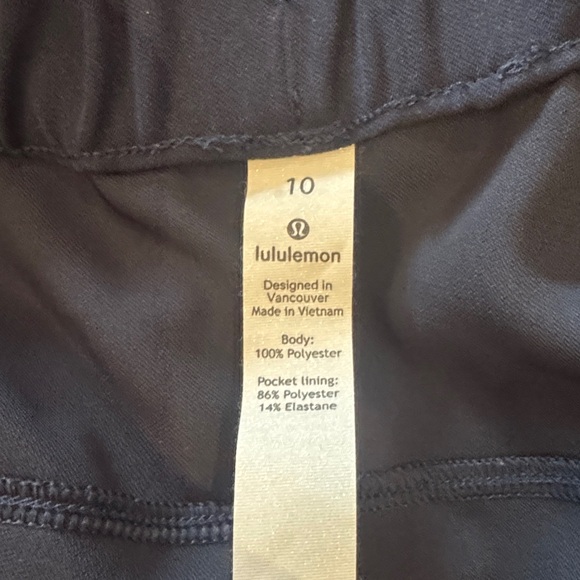 10
lululemon
Designed in
Vancouver
Made in Vietnam
Body:
100% Polyester
Pocket lining:
86% Polyester
14% Elastane